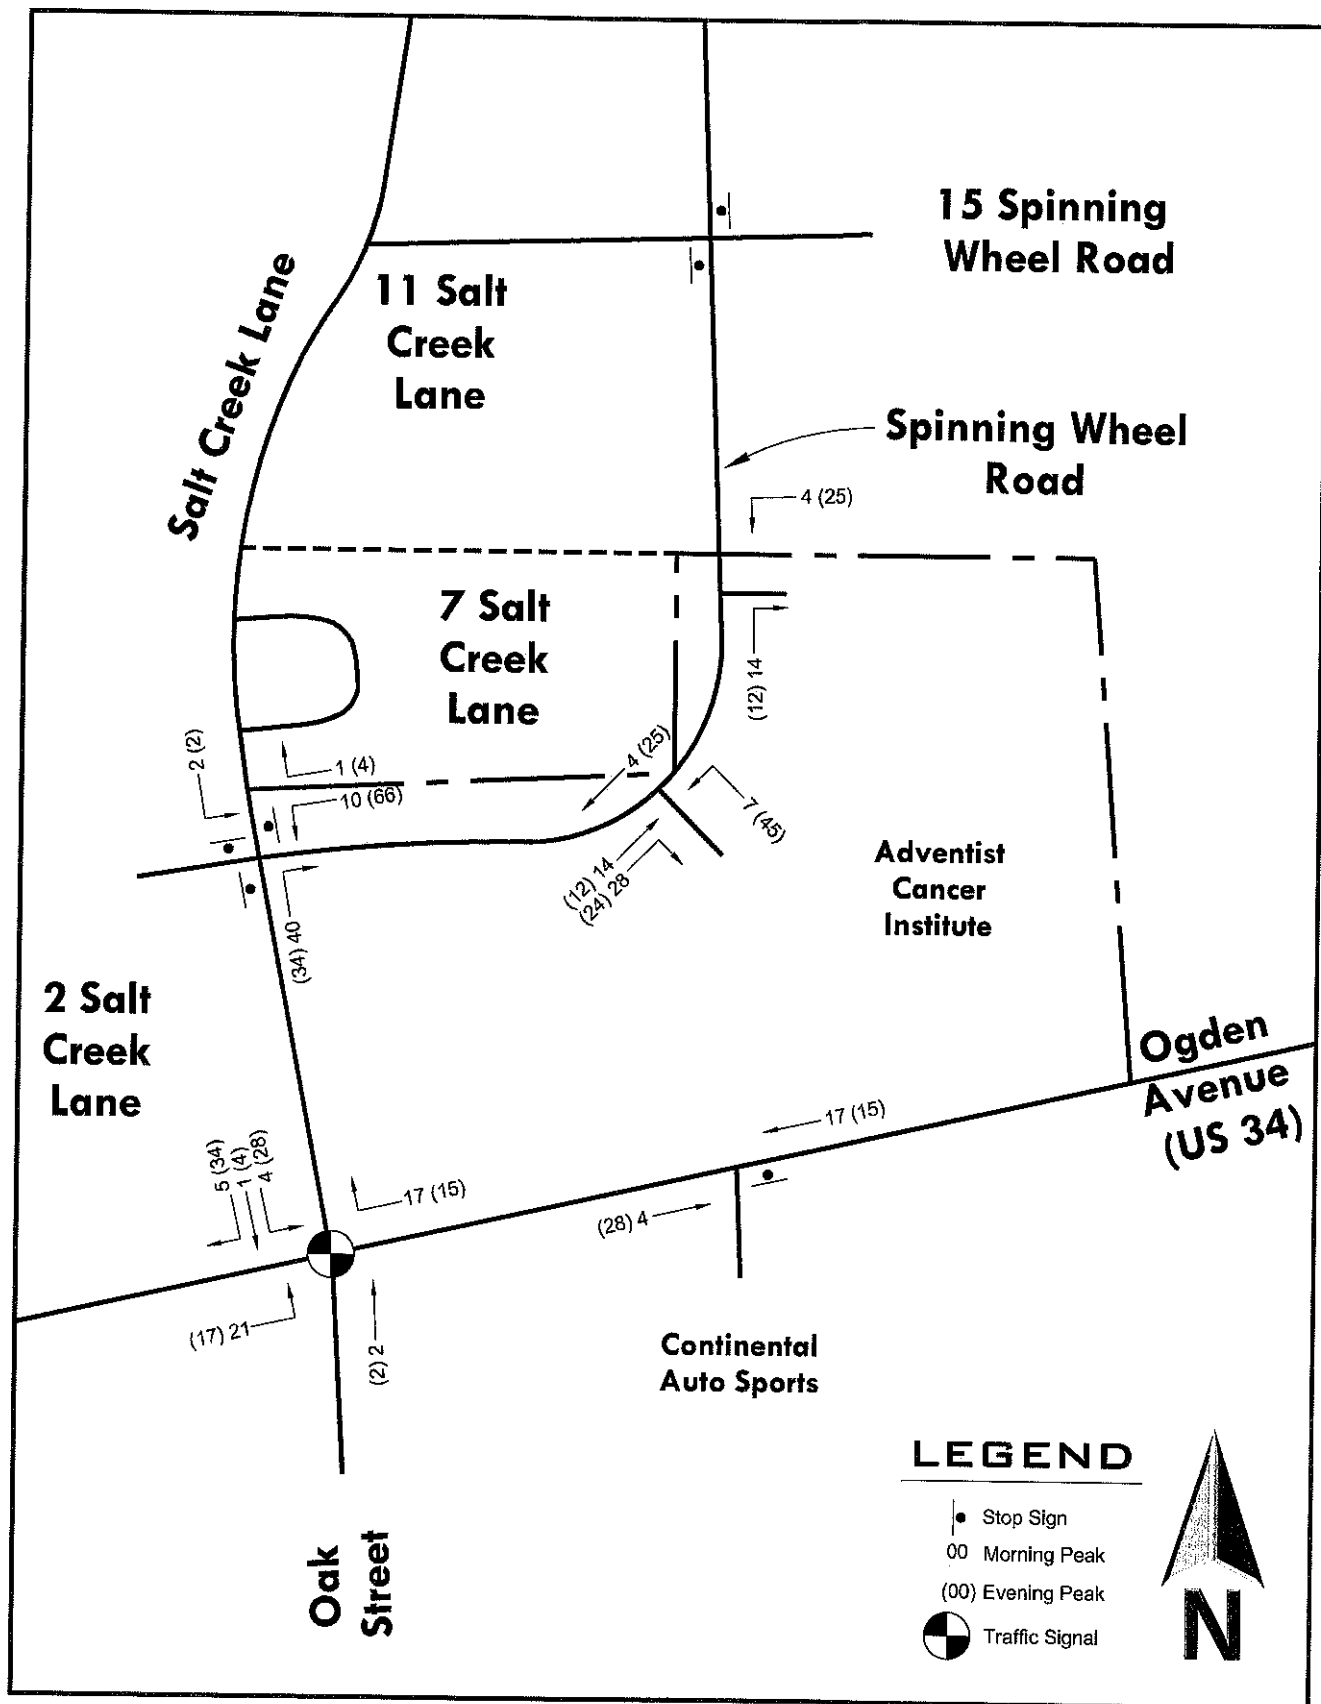 15 Spinning
Wheel Road
11 Salt
Creek
Lane
Salt Creek Lane
Spinning Wheel
Road
4 (25)
7 Salt
Creek
Lane
(12) 14
2 (2)
1 (4)
10 (66)
4 (25)
7 (45)
(12) 14
(24) 28
Adventist
Cancer
Institute
(34) 40
2 Salt
Creek
Lane
Ogden
Avenue
(US 34)
17 (15)
5 (34)
1 (4)
4 (28)
17 (15)
(28) 4
(17) 21
(2) 2
Continental
Auto Sports
Oak
Street
LEGEND
Stop Sign
00 Morning Peak
(00) Evening Peak
Traffic Signal
N